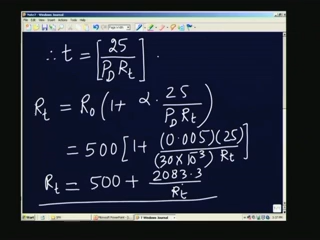 ∴ t = [25 / (P_D R_t)] .
R_t = R_0 (1 + α . 25 / (P_D R_t))
= 500 [1 + (0.005)(25) / ((30 × 10^-3) R_t)]
R_t = 500 + 2083.3 / R_t